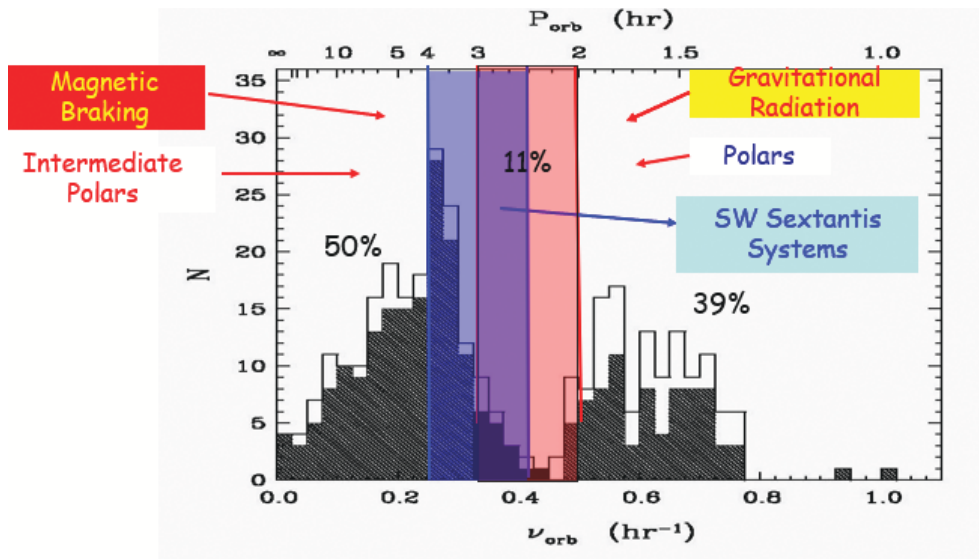 P_orb (hr)
∞ 10 5 4 3 2 1.5 1.0
Magnetic
Braking
Gravitational
Radiation
Intermediate
Polars
Polars
SW Sextantis
Systems
11%
50%
39%
N
35
30
25
20
15
10
5
0
0.0 0.2 0.4 0.6 0.8 1.0
ν_orb (hr⁻¹)